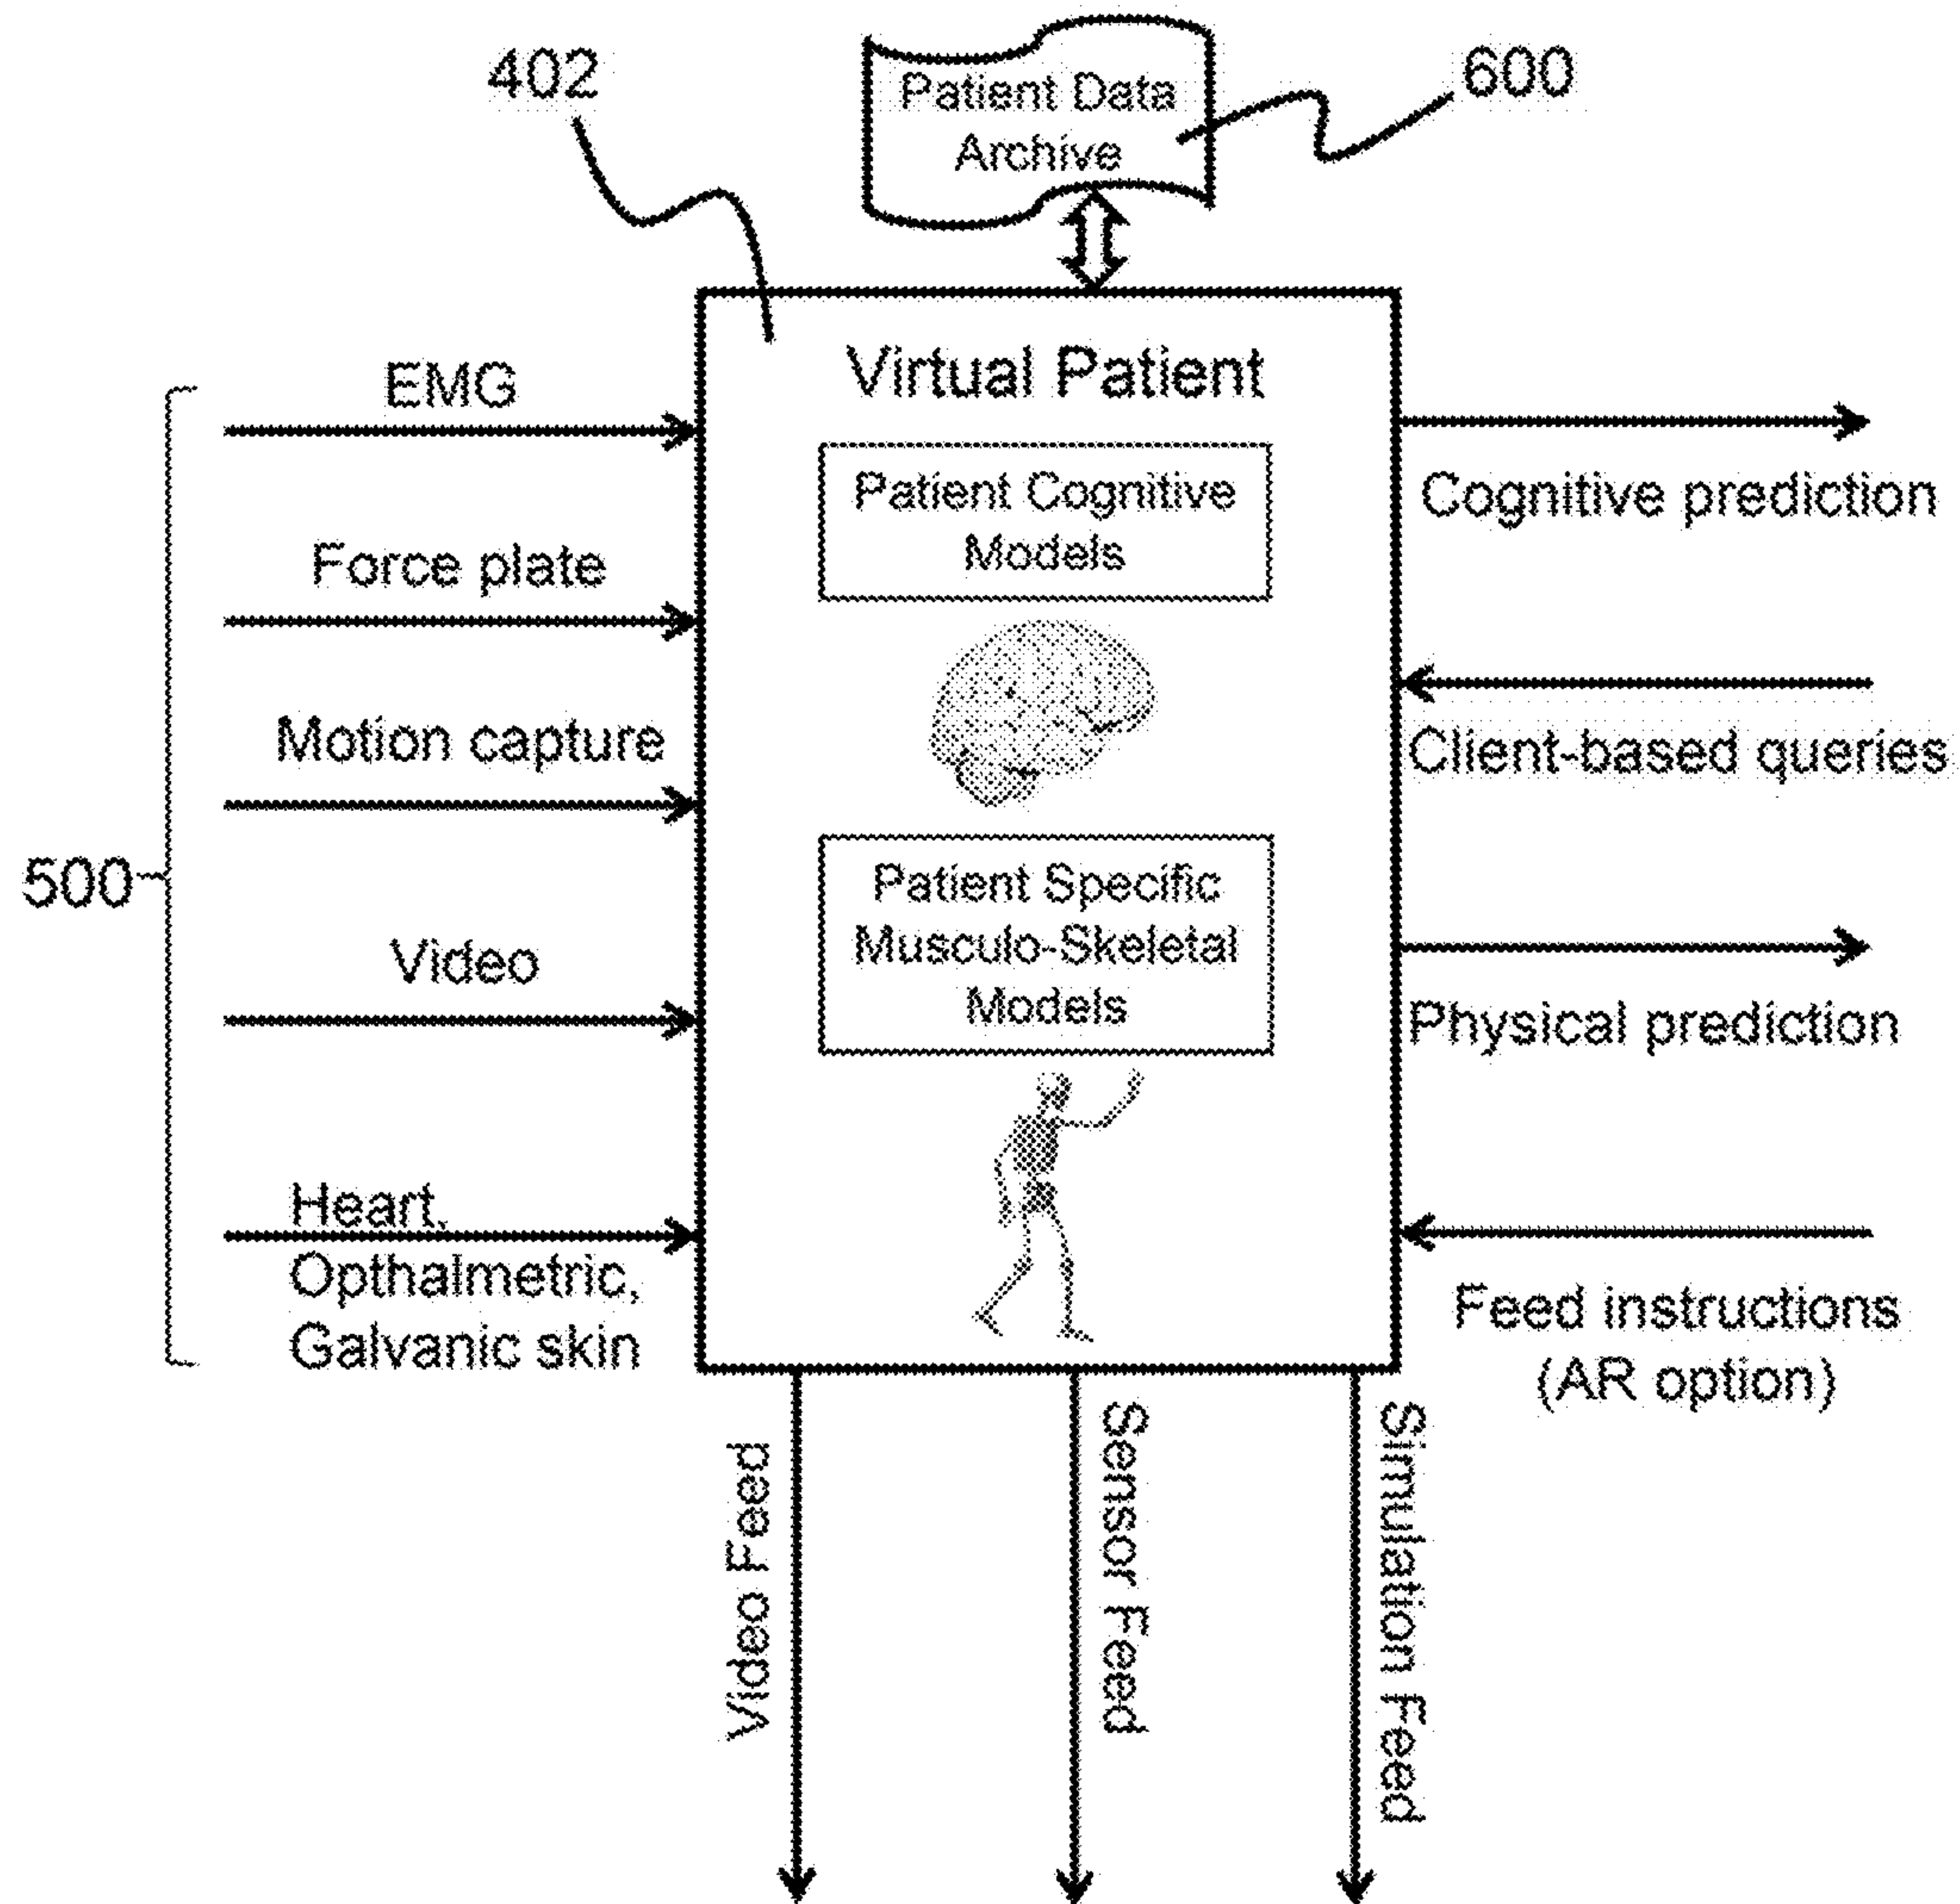 402
Patient Data
Archive
600
Virtual Patient
EMG
Patient Cognitive
Models
Cognitive prediction
Force plate
Motion capture
Client-based queries
500
Patient Specific
Musculo-Skeletal
Models
Video
Physical prediction
Heart,
Opthalmetric,
Galvanic skin
Feed instructions
(AR option)
Video Feed
Sensor Feed
Simulation Feed